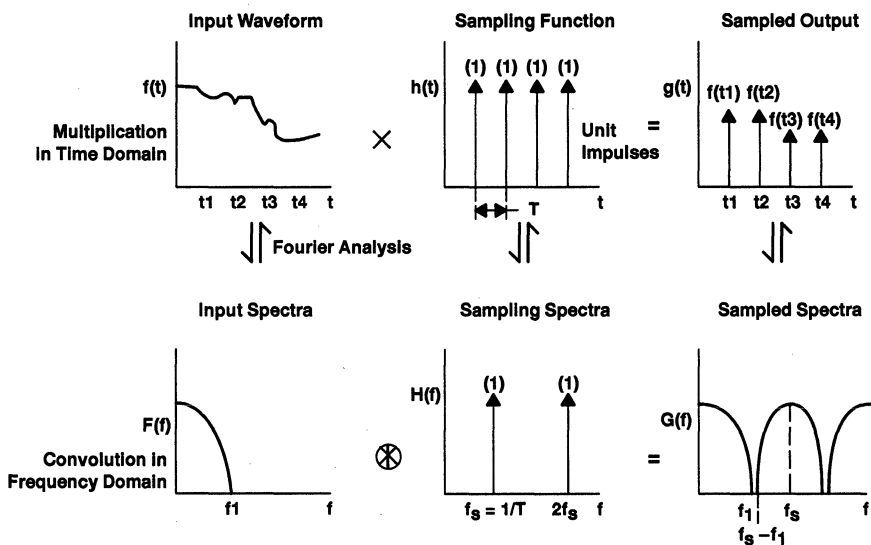 Input Waveform
Sampling Function
Sampled Output
f(t)
(1) (1) (1) (1)
h(t)
g(t)
f(t1) f(t2)
f(t3) f(t4)
Multiplication
in Time Domain
×
Unit
Impulses
=
t1 t2 t3 t4 t
T
t
t1 t2 t3 t4 t
Fourier Analysis
Input Spectra
Sampling Spectra
Sampled Spectra
(1) (1)
F(f)
H(f)
G(f)
Convolution in
Frequency Domain
=
f1 f
fs = 1/T 2fs f
f1 fs f
fs – f1